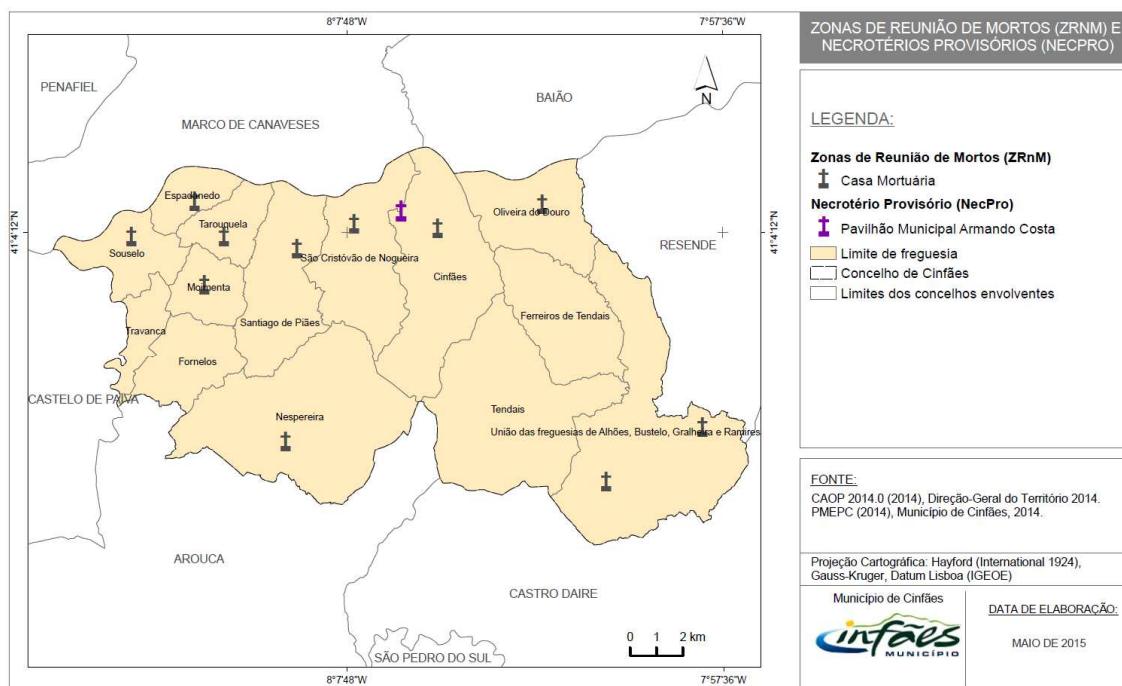 8°7'48"W
7°57'36"W
PENAFIEL
BAIÃO
N
MARCO DE CANAVESES
Espadanedo
Oliveira do Douro
Tarouquela
41°4'12"N
41°4'12"N
RESENDE
Souselo
São Cristóvão de Nogueira
Cinfães
Moimenta
Ferreiros de Tendais
Santiago de Piães
Travanca
Fornelos
CASTELO DE PAIVA
Nespereira
Tendais
União das freguesias de Alhões, Bustelo, Gralheira e Ramires
AROUCA
CASTRO DAIRE
0 1 2 km
SÃO PEDRO DO SUL
8°7'48"W
7°57'36"W
ZONAS DE REUNIÃO DE MORTOS (ZRNM) E
NECROTÉRIOS PROVISÓRIOS (NECPRO)
LEGENDA:
Zonas de Reunião de Mortos (ZRnM)
Casa Mortuária
Necrotério Provisório (NecPro)
Pavilhão Municipal Armando Costa
Limite de freguesia
Concelho de Cinfães
Limites dos concelhos envolventes
FONTE:
CAOP 2014.0 (2014), Direção-Geral do Território 2014.
PMEPC (2014), Município de Cinfães, 2014.
Projeção Cartográfica: Hayford (International 1924),
Gauss-Kruger, Datum Lisboa (IGEOE)
Município de Cinfães
cinfães
MUNICÍPIO
DATA DE ELABORAÇÃO:
MAIO DE 2015